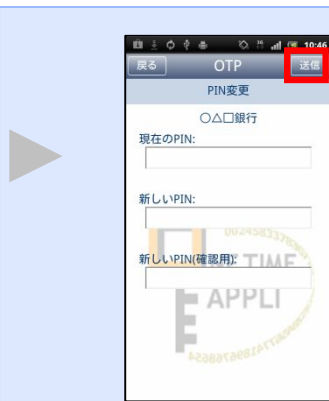 10:46
戻る OTP 送信
PIN変更
○△□銀行
現在のPIN:
新しいPIN:
新しいPIN(確認用):
TIME
APPLI